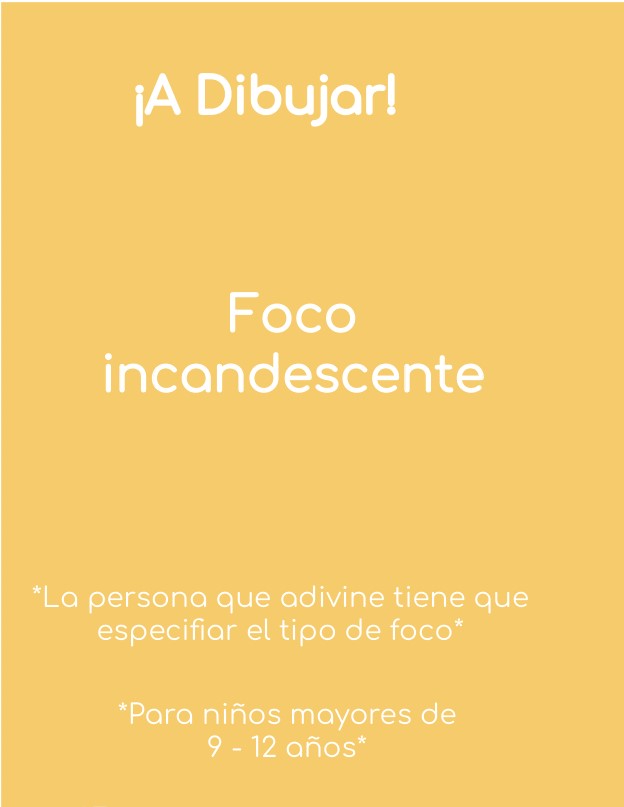 ¡A Dibujar!
Foco
incandescente
*La persona que adivine tiene que
especifiar el tipo de foco*
*Para niños mayores de
9 - 12 años*